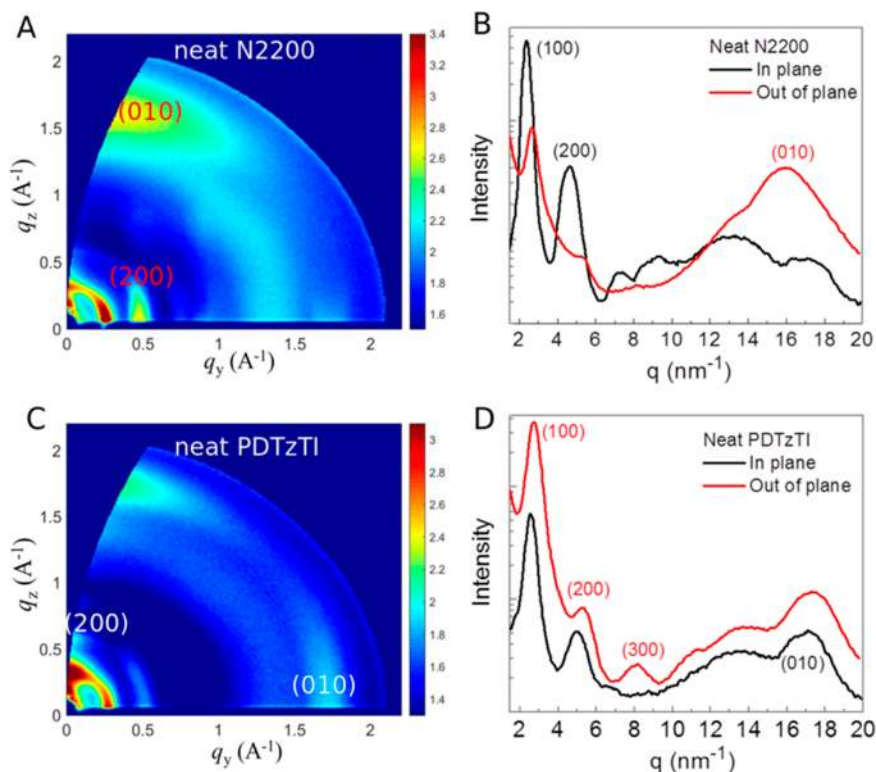 A
neat N2200
(010)
(200)
q_z (A⁻¹)
2
1.5
1
0.5
0
0
0.5
1
1.5
2
q_y (A⁻¹)
3.4
3.2
3
2.8
2.6
2.4
2.2
2
1.8
1.6
B
Neat N2200
In plane
Out of plane
(100)
(200)
(010)
Intensity
2 4 6 8 10 12 14 16 18 20
q (nm⁻¹)
C
neat PDTzTI
(200)
(010)
q_z (A⁻¹)
2
1.5
1
0.5
0
0
0.5
1
1.5
2
q_y (A⁻¹)
3
2.8
2.6
2.4
2.2
2
1.8
1.6
1.4
D
Neat PDTzTI
In plane
Out of plane
(100)
(200)
(300)
(010)
Intensity
2 4 6 8 10 12 14 16 18 20
q (nm⁻¹)